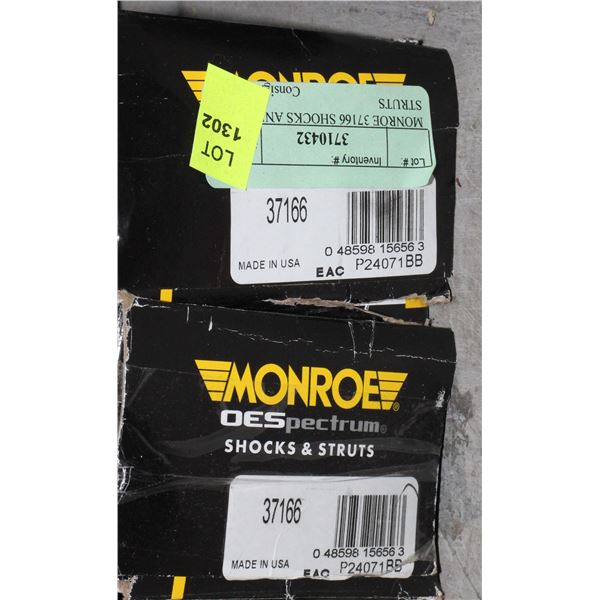 MONROE
LOT
1302
Lot #:
Inventory #:
3710432
MONROE 37166 SHOCKS AN
STRUTS
Consig
37166
0 48598 15656 3
MADE IN USA
EAC P24071BB
MONROE®
OESpectrum®
SHOCKS & STRUTS
37166
0 48598 15656 3
MADE IN USA
EAC P24071BB